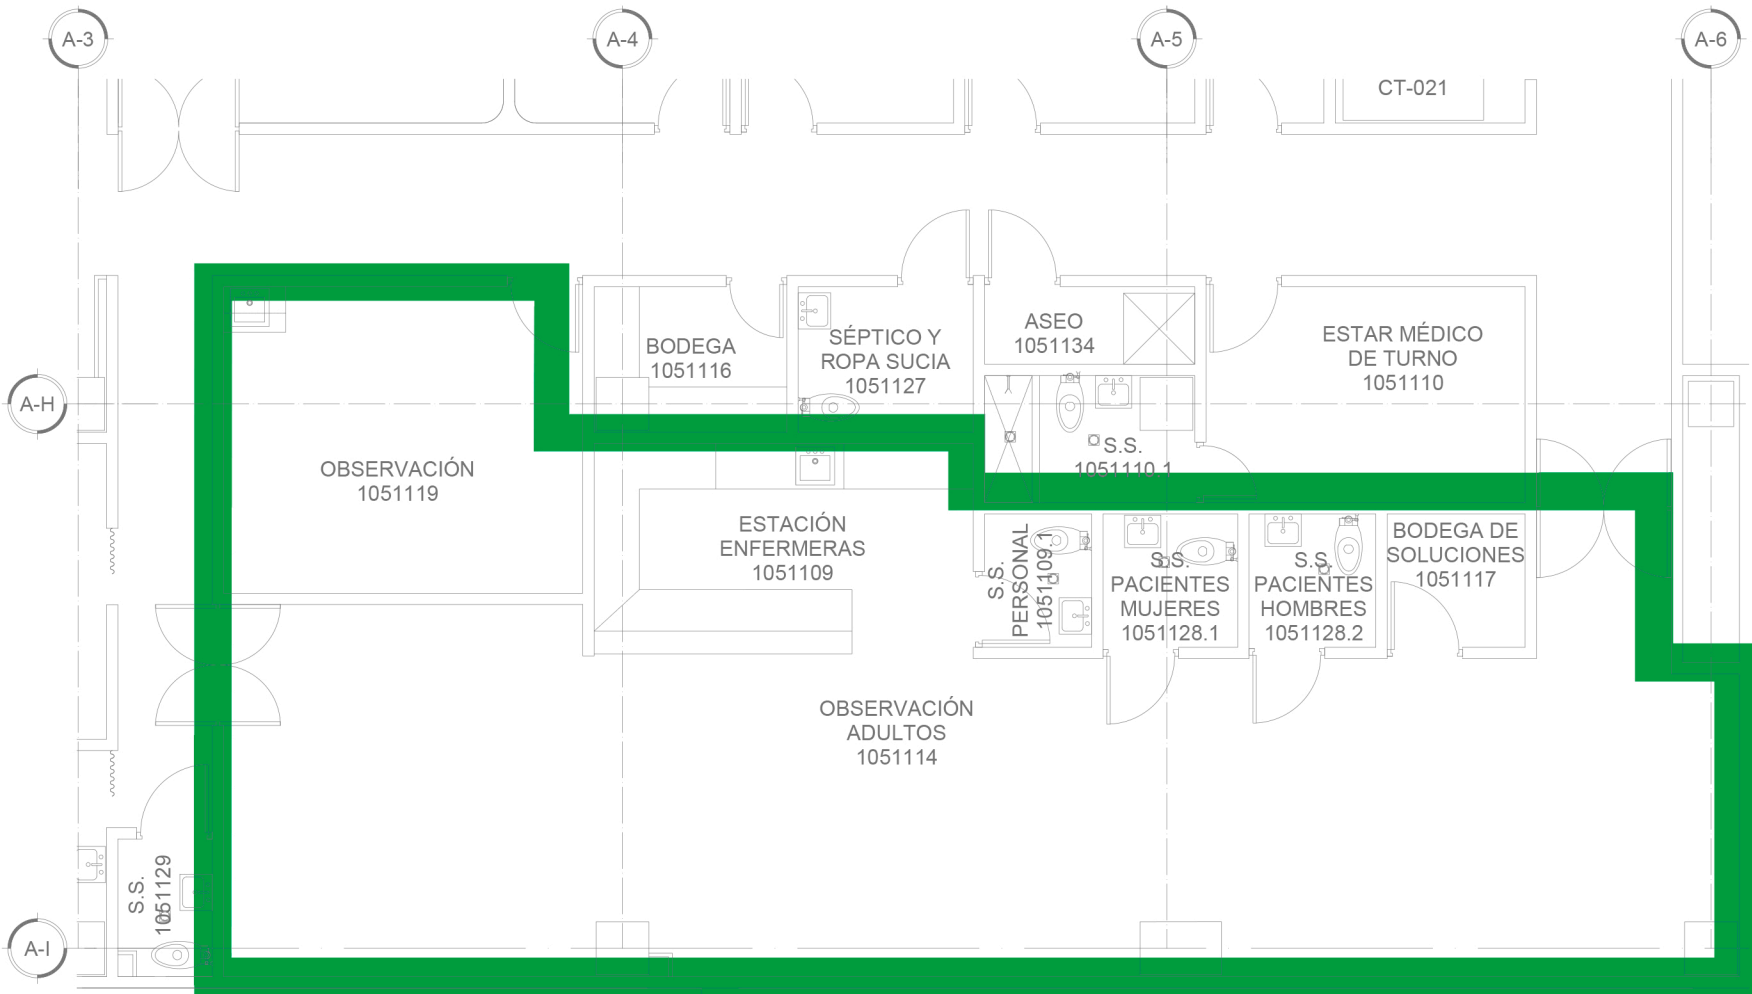 A-3
A-4
A-5
A-6
CT-021
A-H
A-I
BODEGA
1051116
SÉPTICO Y
ROPA SUCIA
1051127
ASEO
1051134
ESTAR MÉDICO
DE TURNO
1051110
S.S.
1051110.1
OBSERVACIÓN
1051119
ESTACIÓN
ENFERMERAS
1051109
S.S.
PERSONAL
1051109.1
S.S.
PACIENTES
MUJERES
1051128.1
S.S.
PACIENTES
HOMBRES
1051128.2
BODEGA DE
SOLUCIONES
1051117
OBSERVACIÓN
ADULTOS
1051114
S.S.
1051129